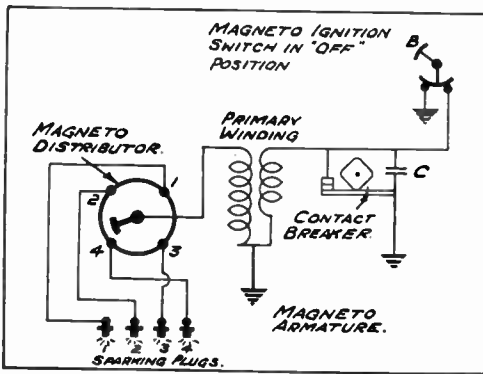 MAGNETO IGNITION
SWITCH IN "OFF"
POSITION
B
PRIMARY
WINDING
MAGNETO
DISTRIBUTOR.
1
2
4
3
C
CONTACT
BREAKER.
MAGNETO
ARMATURE.
1 2 3 4
SPARKING PLUGS.